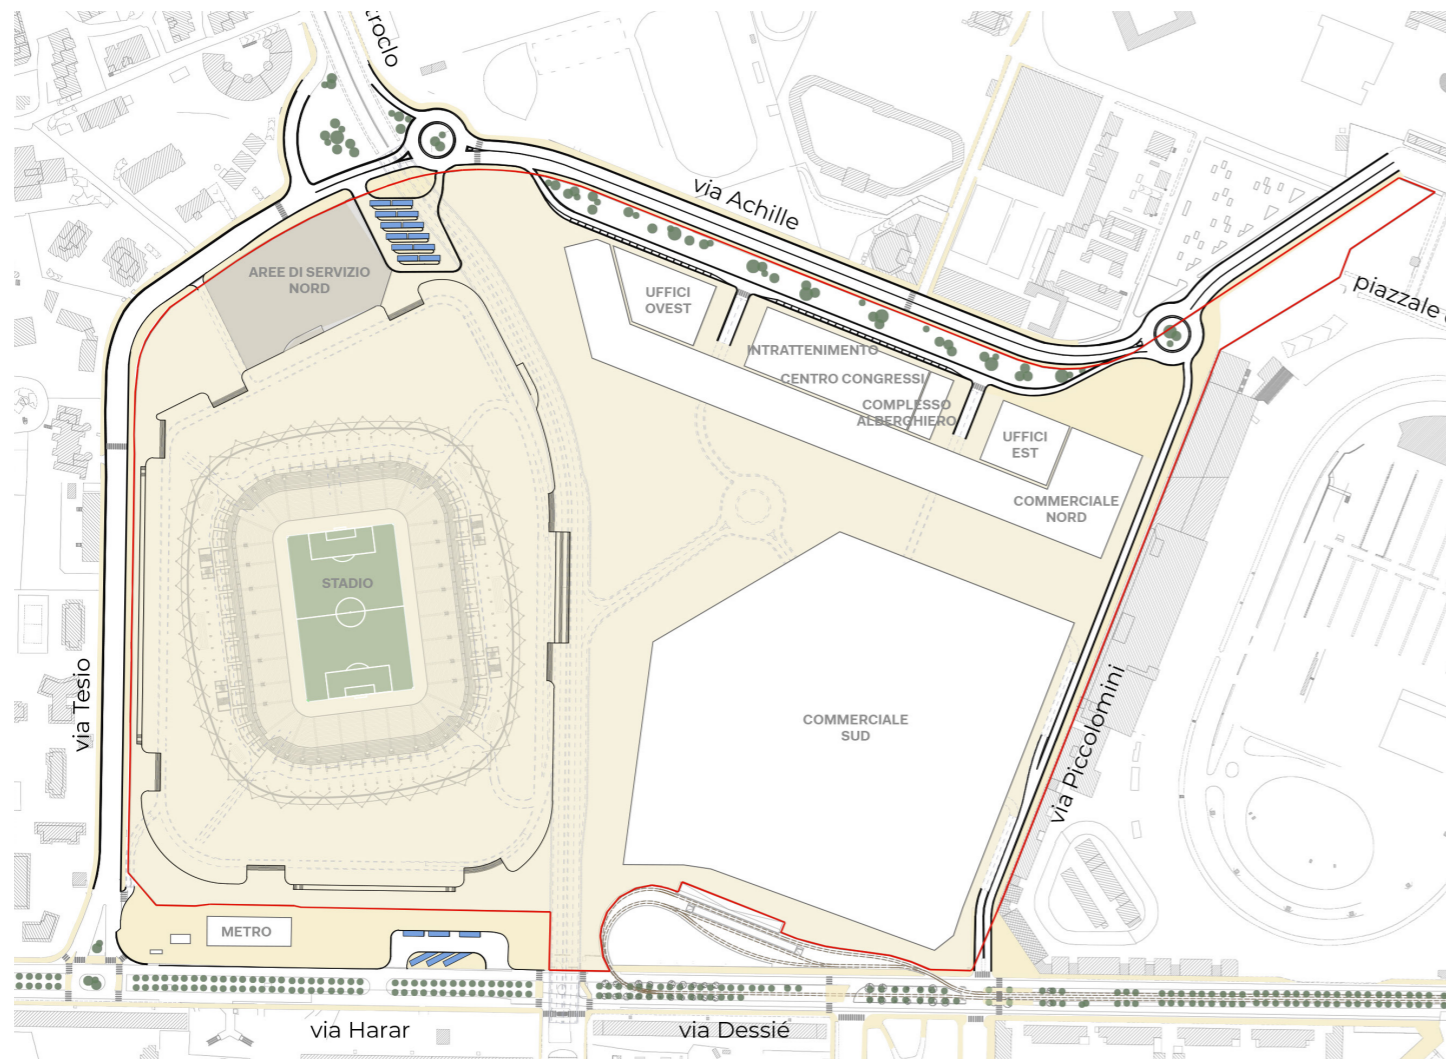 troclo
via Achille
piazzale
AREE DI SERVIZIO
NORD
UFFICI
OVEST
INTRATTENIMENTO
CENTRO CONGRESSI
COMPLESSO
ALBERGHIERO
UFFICI
EST
COMMERCIALE
NORD
STADIO
via Tesio
COMMERCIALE
SUD
via Piccolomini
METRO
via Harar
via Dessié